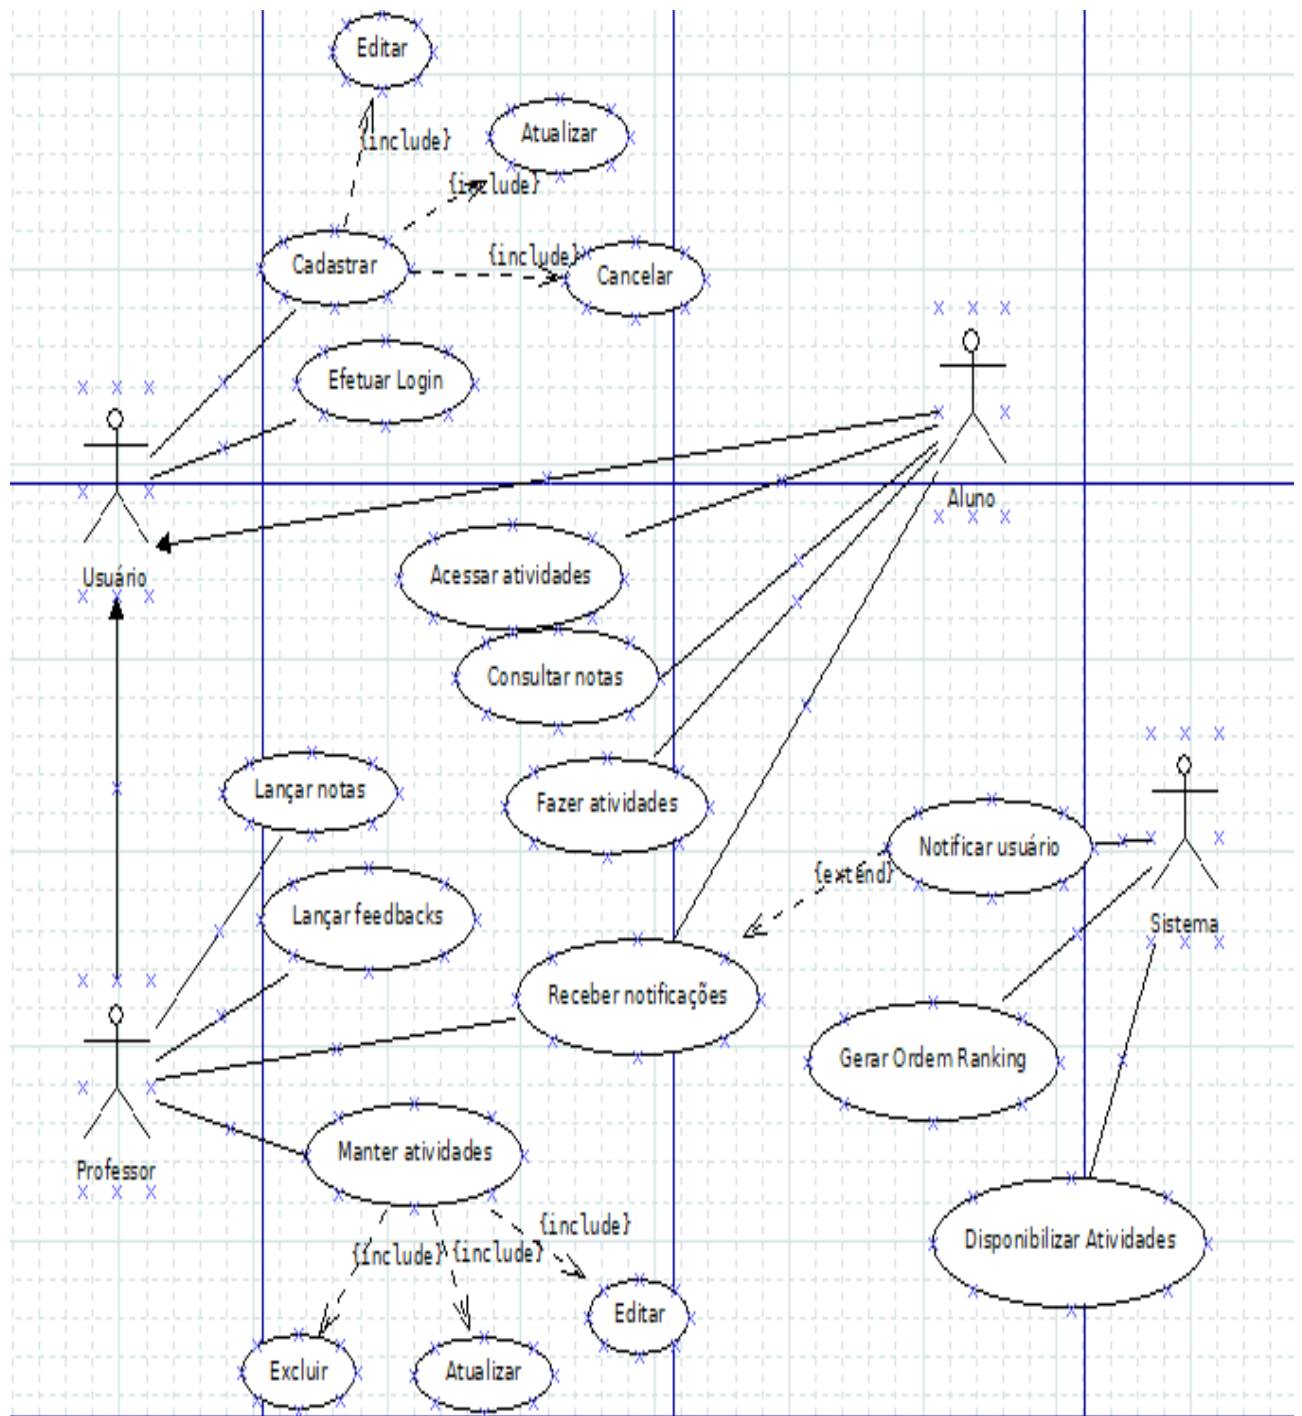 Editar
{include}
Atualizar
{include}
Cadastrar
{include}
Cancelar
Efetuar Login
Aluno
Usuário
Acessar atividades
Consultar notas
Lançar notas
Fazer atividades
Notificar usuário
{extend}
Lançar feedbacks
Sistema
Receber notificações
Gerar Ordem Ranking
Professor
Manter atividades
{include}
{include}
{include}
Disponibilizar Atividades
Editar
Excluir
Atualizar